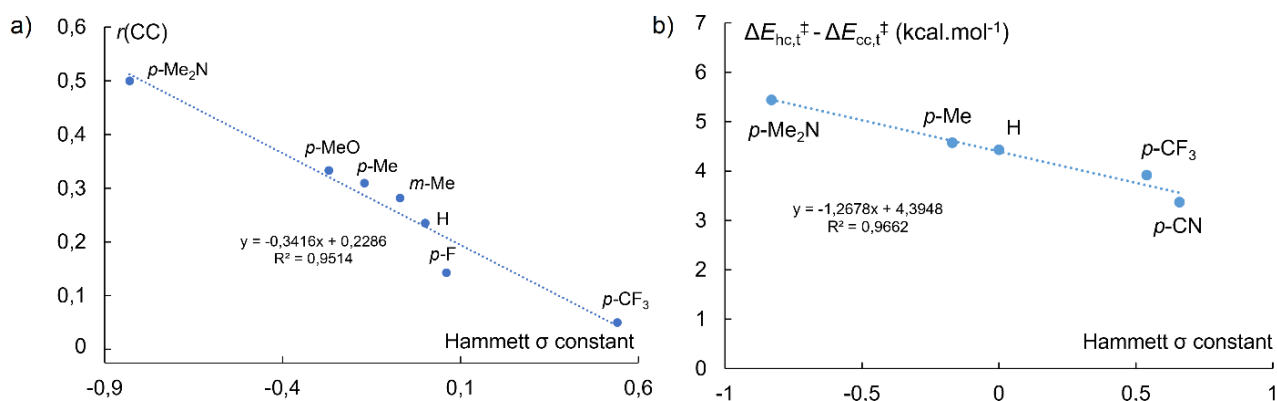 a)
r(CC)
0,6
0,5
0,4
0,3
0,2
0,1
0
p-Me₂N
p-MeO
p-Me
m-Me
H
p-F
p-CF₃
y = -0,3416x + 0,2286
R² = 0,9514
Hammett σ constant
-0,9 -0,4 0,1 0,6
b)
ΔE_hc,t‡ - ΔE_cc,t‡ (kcal.mol⁻¹)
7
6
5
4
3
2
1
0
p-Me₂N
p-Me
H
p-CF₃
p-CN
y = -1,2678x + 4,3948
R² = 0,9662
Hammett σ constant
-1 -0,5 0 0,5 1